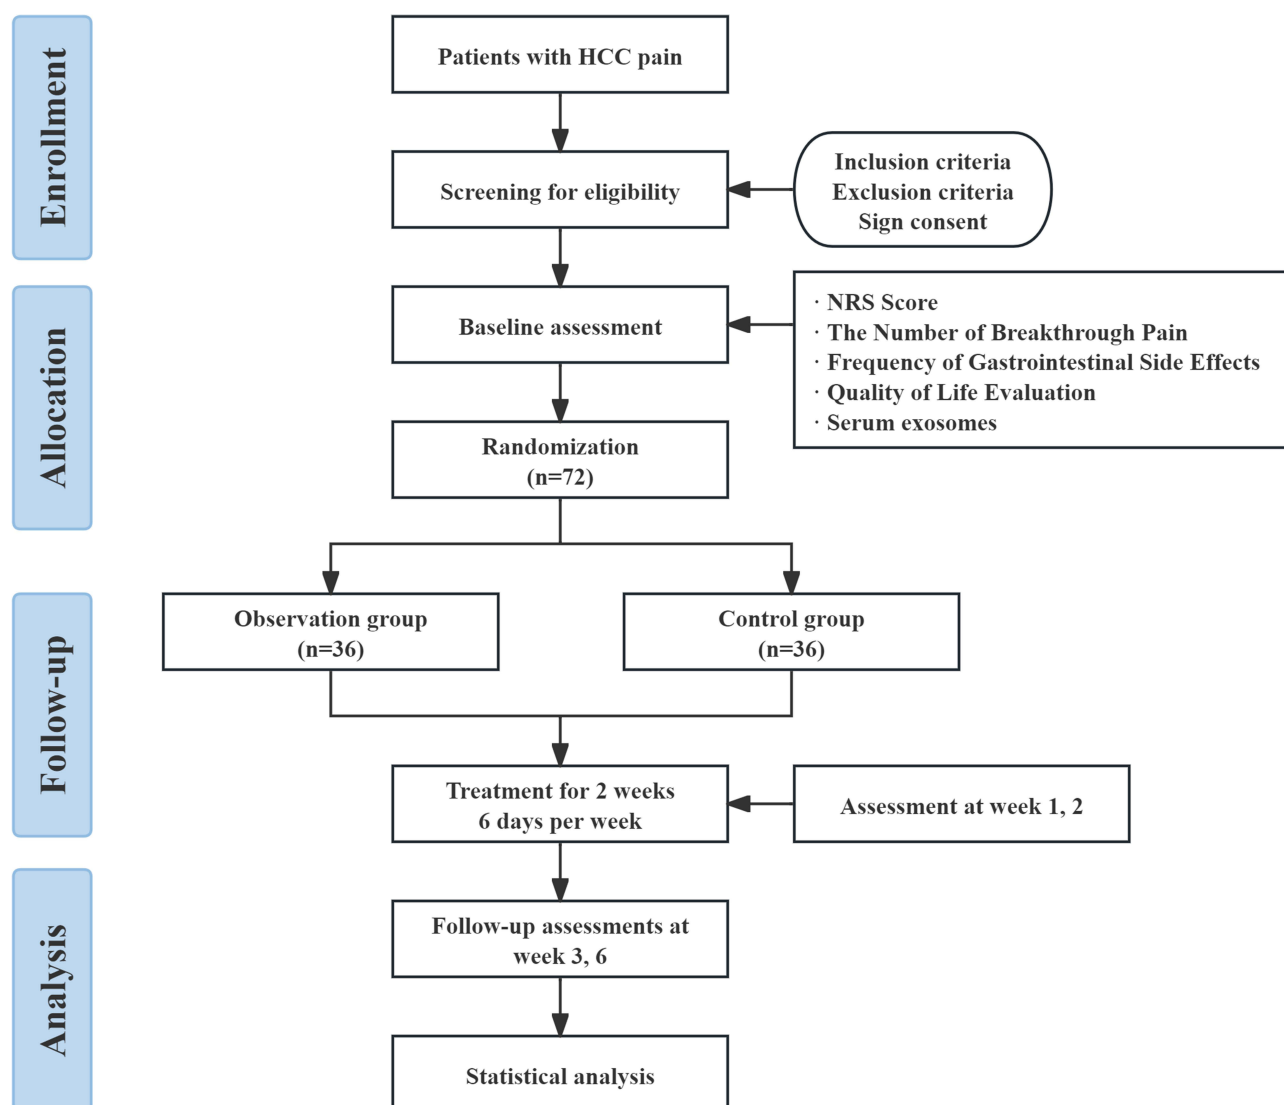 Enrollment
Patients with HCC pain
Screening for eligibility
Inclusion criteria
Exclusion criteria
Sign consent
Allocation
Baseline assessment
· NRS Score
· The Number of Breakthrough Pain
· Frequency of Gastrointestinal Side Effects
· Quality of Life Evaluation
· Serum exosomes
Randomization
(n=72)
Follow-up
Observation group
(n=36)
Control group
(n=36)
Treatment for 2 weeks
6 days per week
Assessment at week 1, 2
Analysis
Follow-up assessments at
week 3, 6
Statistical analysis